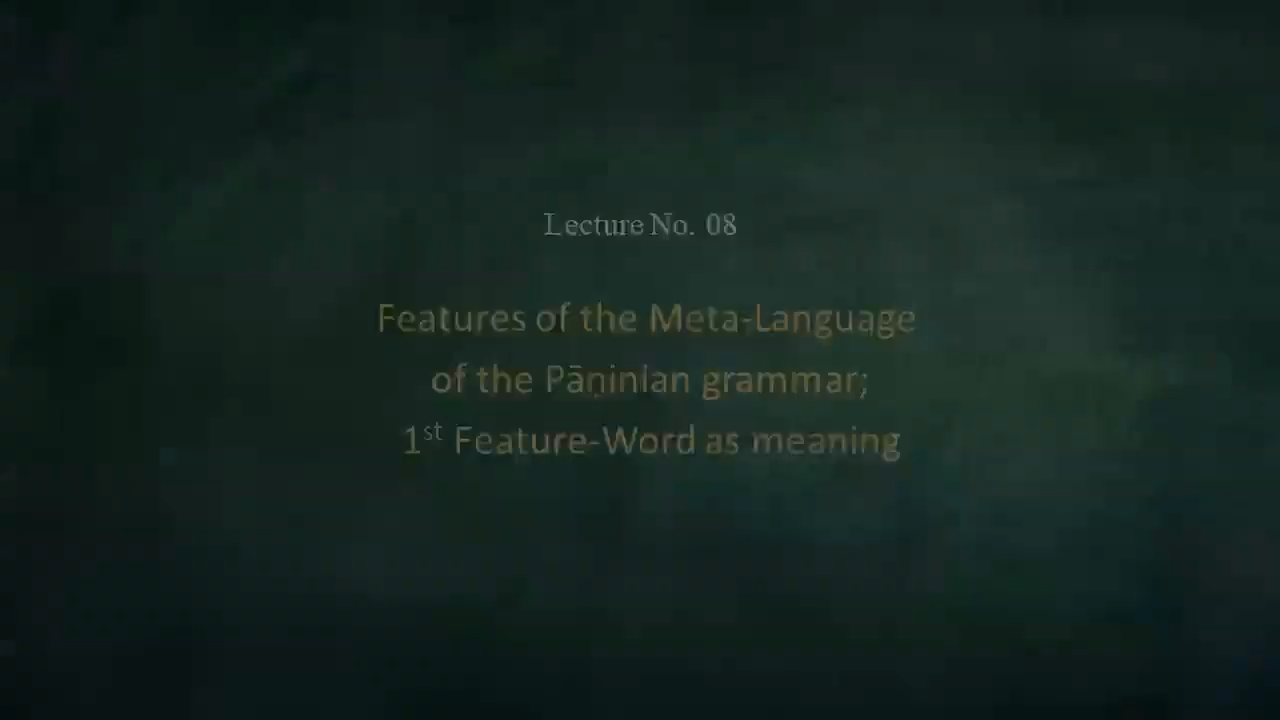 Lecture No. 08
Features of the Meta-Language
of the Pāṇinian grammar;
1st Feature-Word as meaning